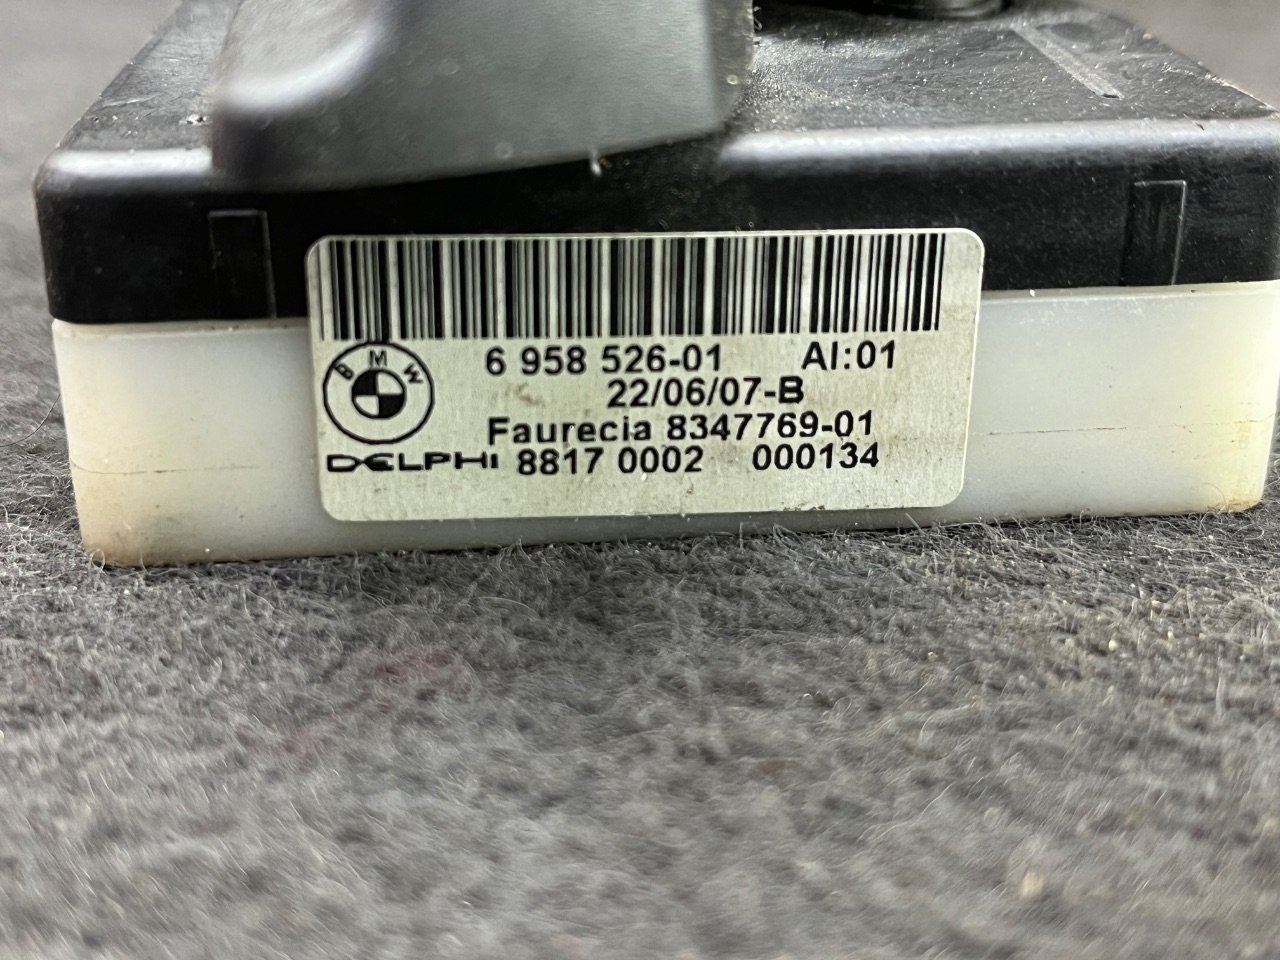 6 958 526-01 AI:01
22/06/07-B
BMW
Faurecia 8347769-01
DELPHI 8817 0002 000134